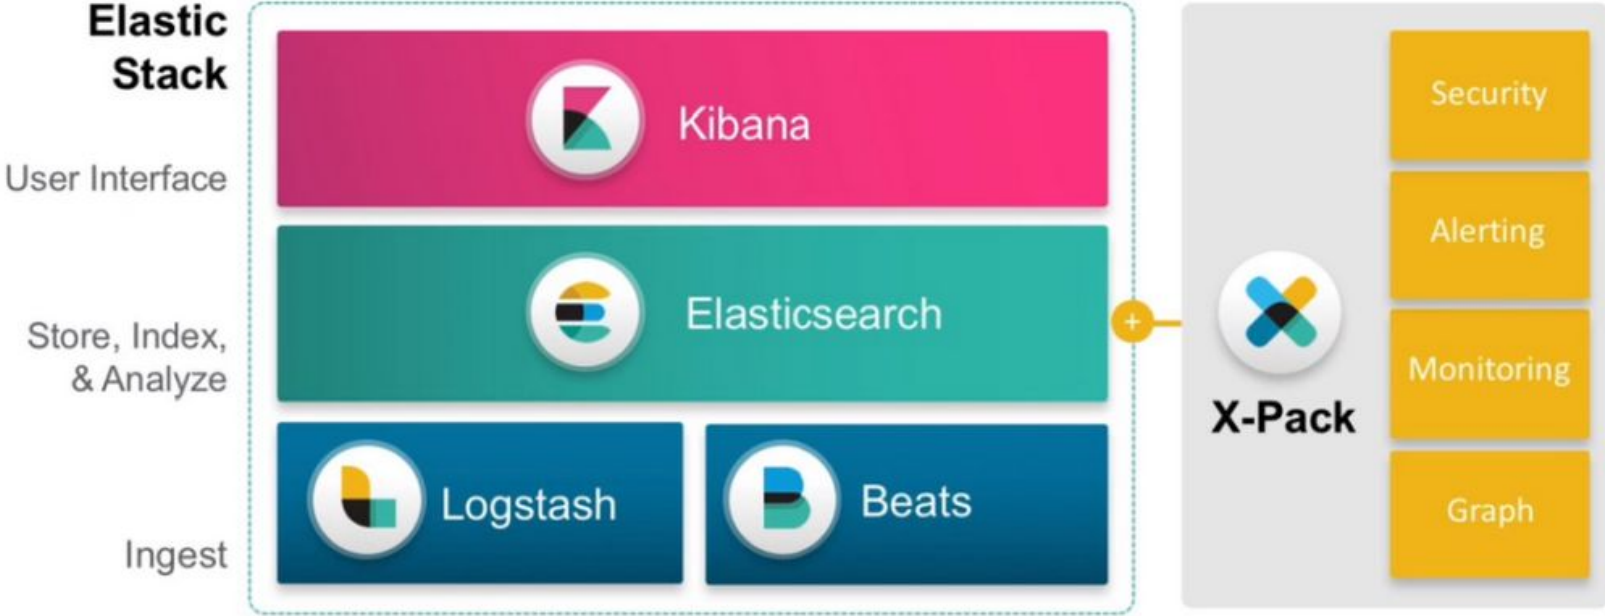 Elastic
Stack
User Interface
Kibana
Store, Index,
& Analyze
Elasticsearch
Ingest
Logstash
Beats
+
X-Pack
Security
Alerting
Monitoring
Graph